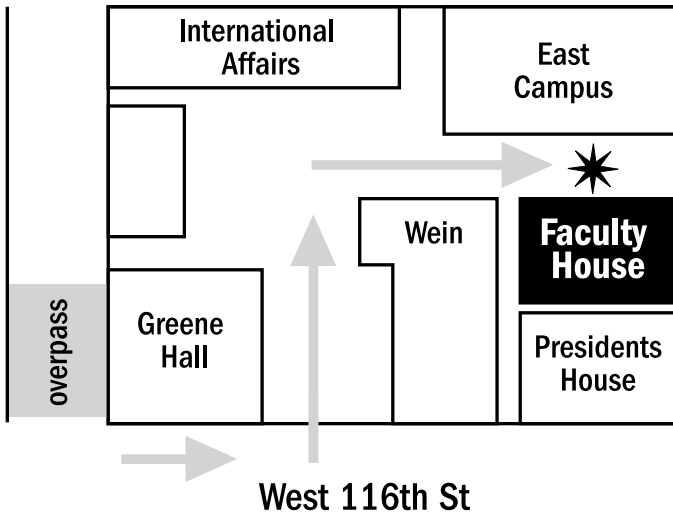 International
Affairs
East
Campus
Wein
Faculty
House
overpass
Greene
Hall
Presidents
House
West 116th St